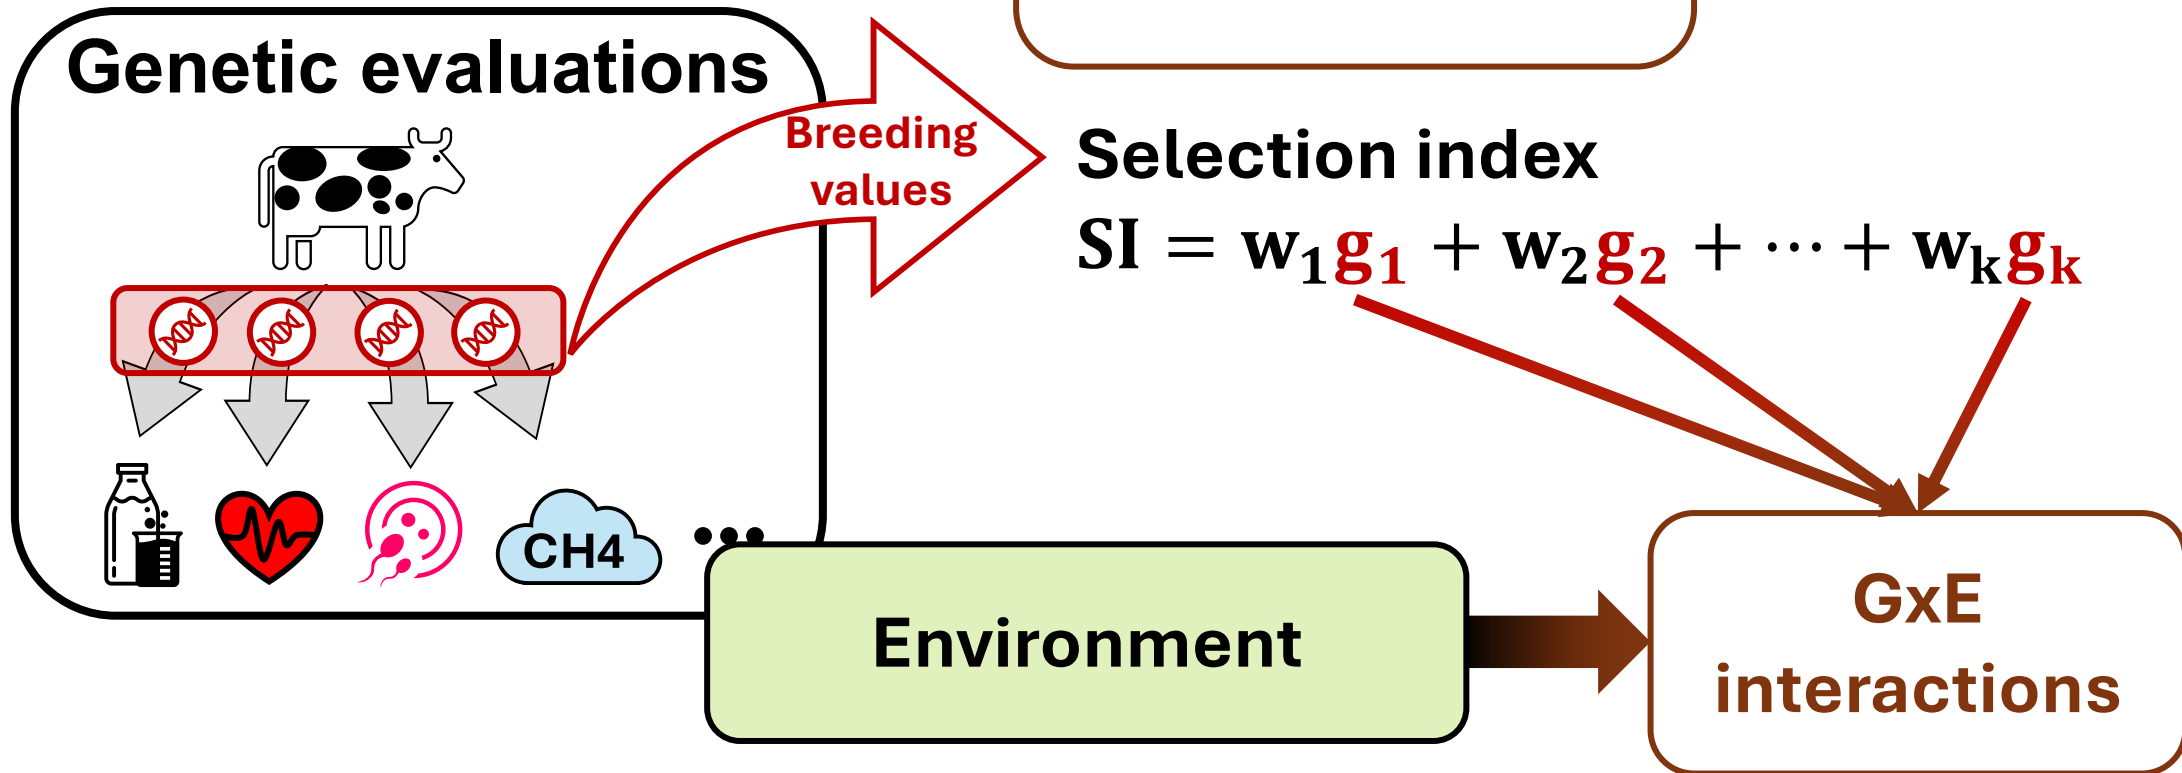 Genetic evaluations
Breeding
values
Selection index
SI = w₁g₁ + w₂g₂ + ⋯ + wₖgₖ
CH4
•••
Environment
GxE
interactions